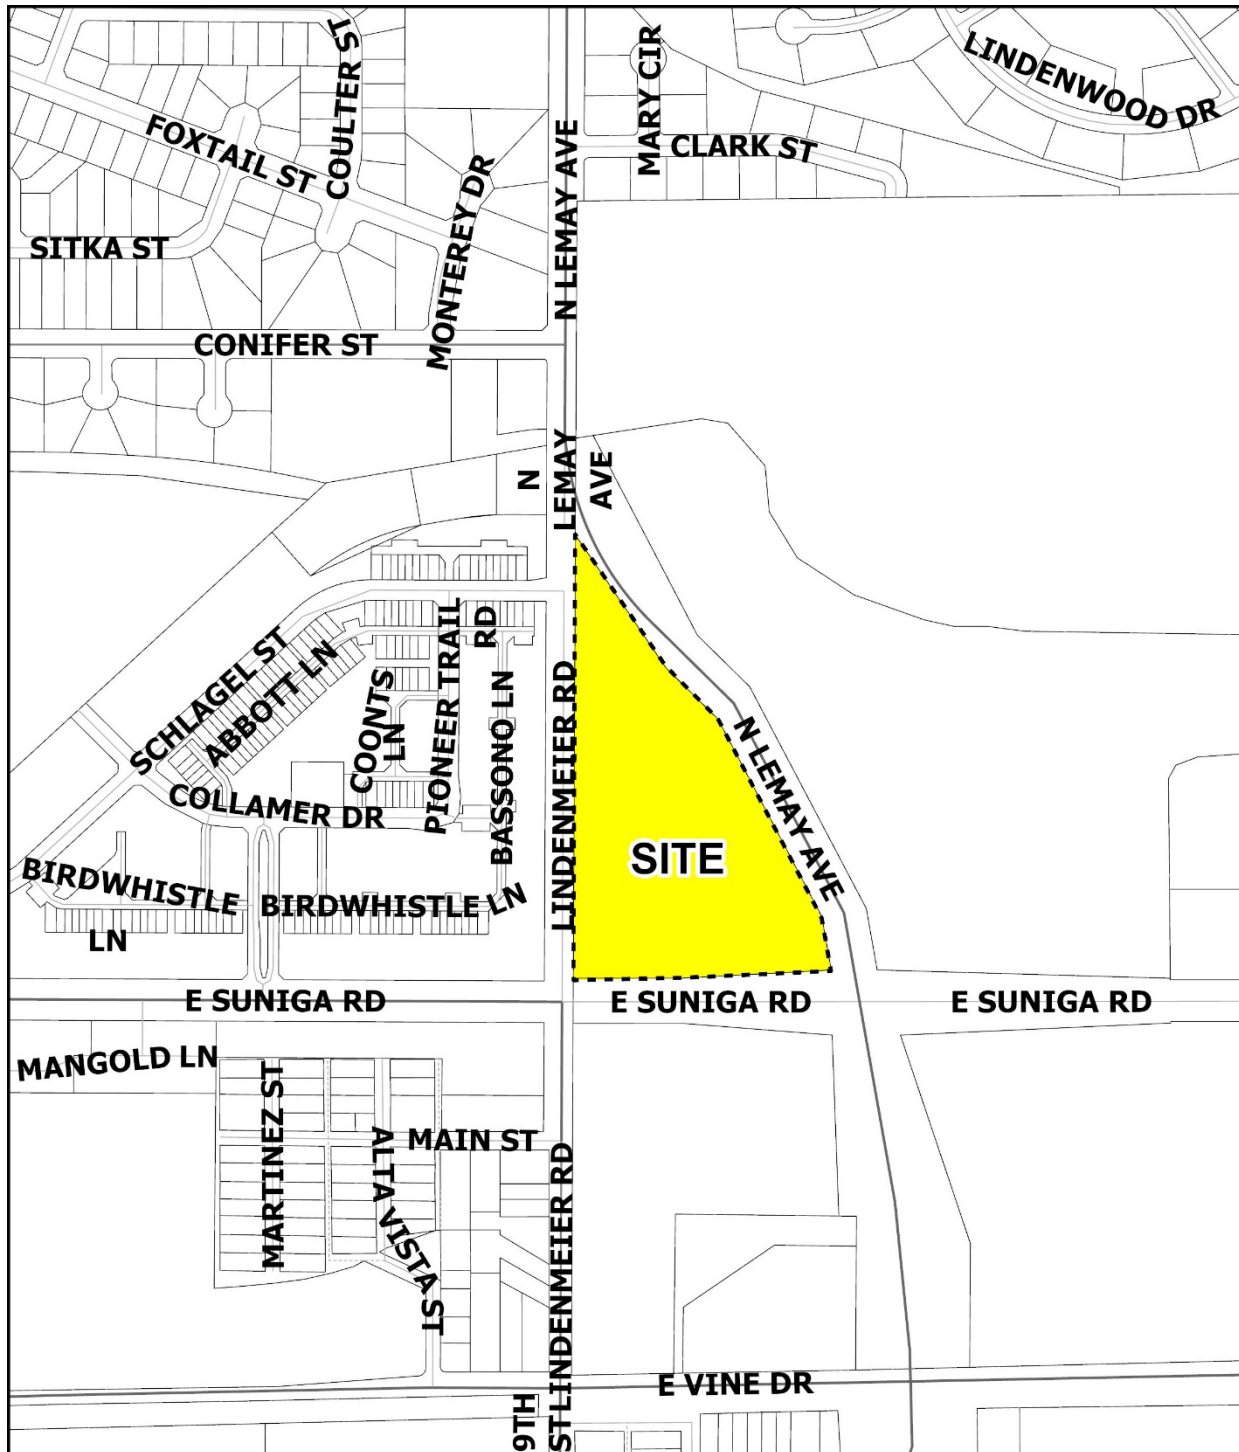 COULTER ST
MARY CIR
LINDENWOOD DR
FOXTAIL ST
N LEMAY AVE
CLARK ST
MONTEREY DR
SITKA ST
CONIFER ST
N
LEMAY
AVE
SCHLAGEL ST
ABBOTT LN
COONTS
LN
PIONEER TRAIL
RD
BASSONO LN
LINDENMEIER RD
N LEMAY AVE
COLLAMER DR
SITE
BIRDWHISTLE
LN
BIRDWHISTLE LN
E SUNIGA RD
E SUNIGA RD
E SUNIGA RD
MANGOLD LN
MARTINEZ ST
ALTA VISTA ST
MAIN ST
LINDENMEIER RD
E VINE DR
9TH
ST